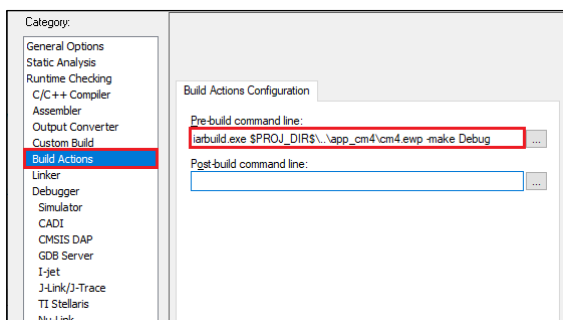 Category:
General Options
Static Analysis
Runtime Checking
C/C++ Compiler
Assembler
Output Converter
Custom Build
Build Actions
Linker
Debugger
Simulator
CADI
CMSIS DAP
GDB Server
I-jet
J-Link/J-Trace
TI Stellaris
Nu-Link
Build Actions Configuration
Pre-build command line:
iarbuild.exe $PROJ_DIR$\..\app_cm4\cm4.ewp -make Debug
...
Post-build command line:
...